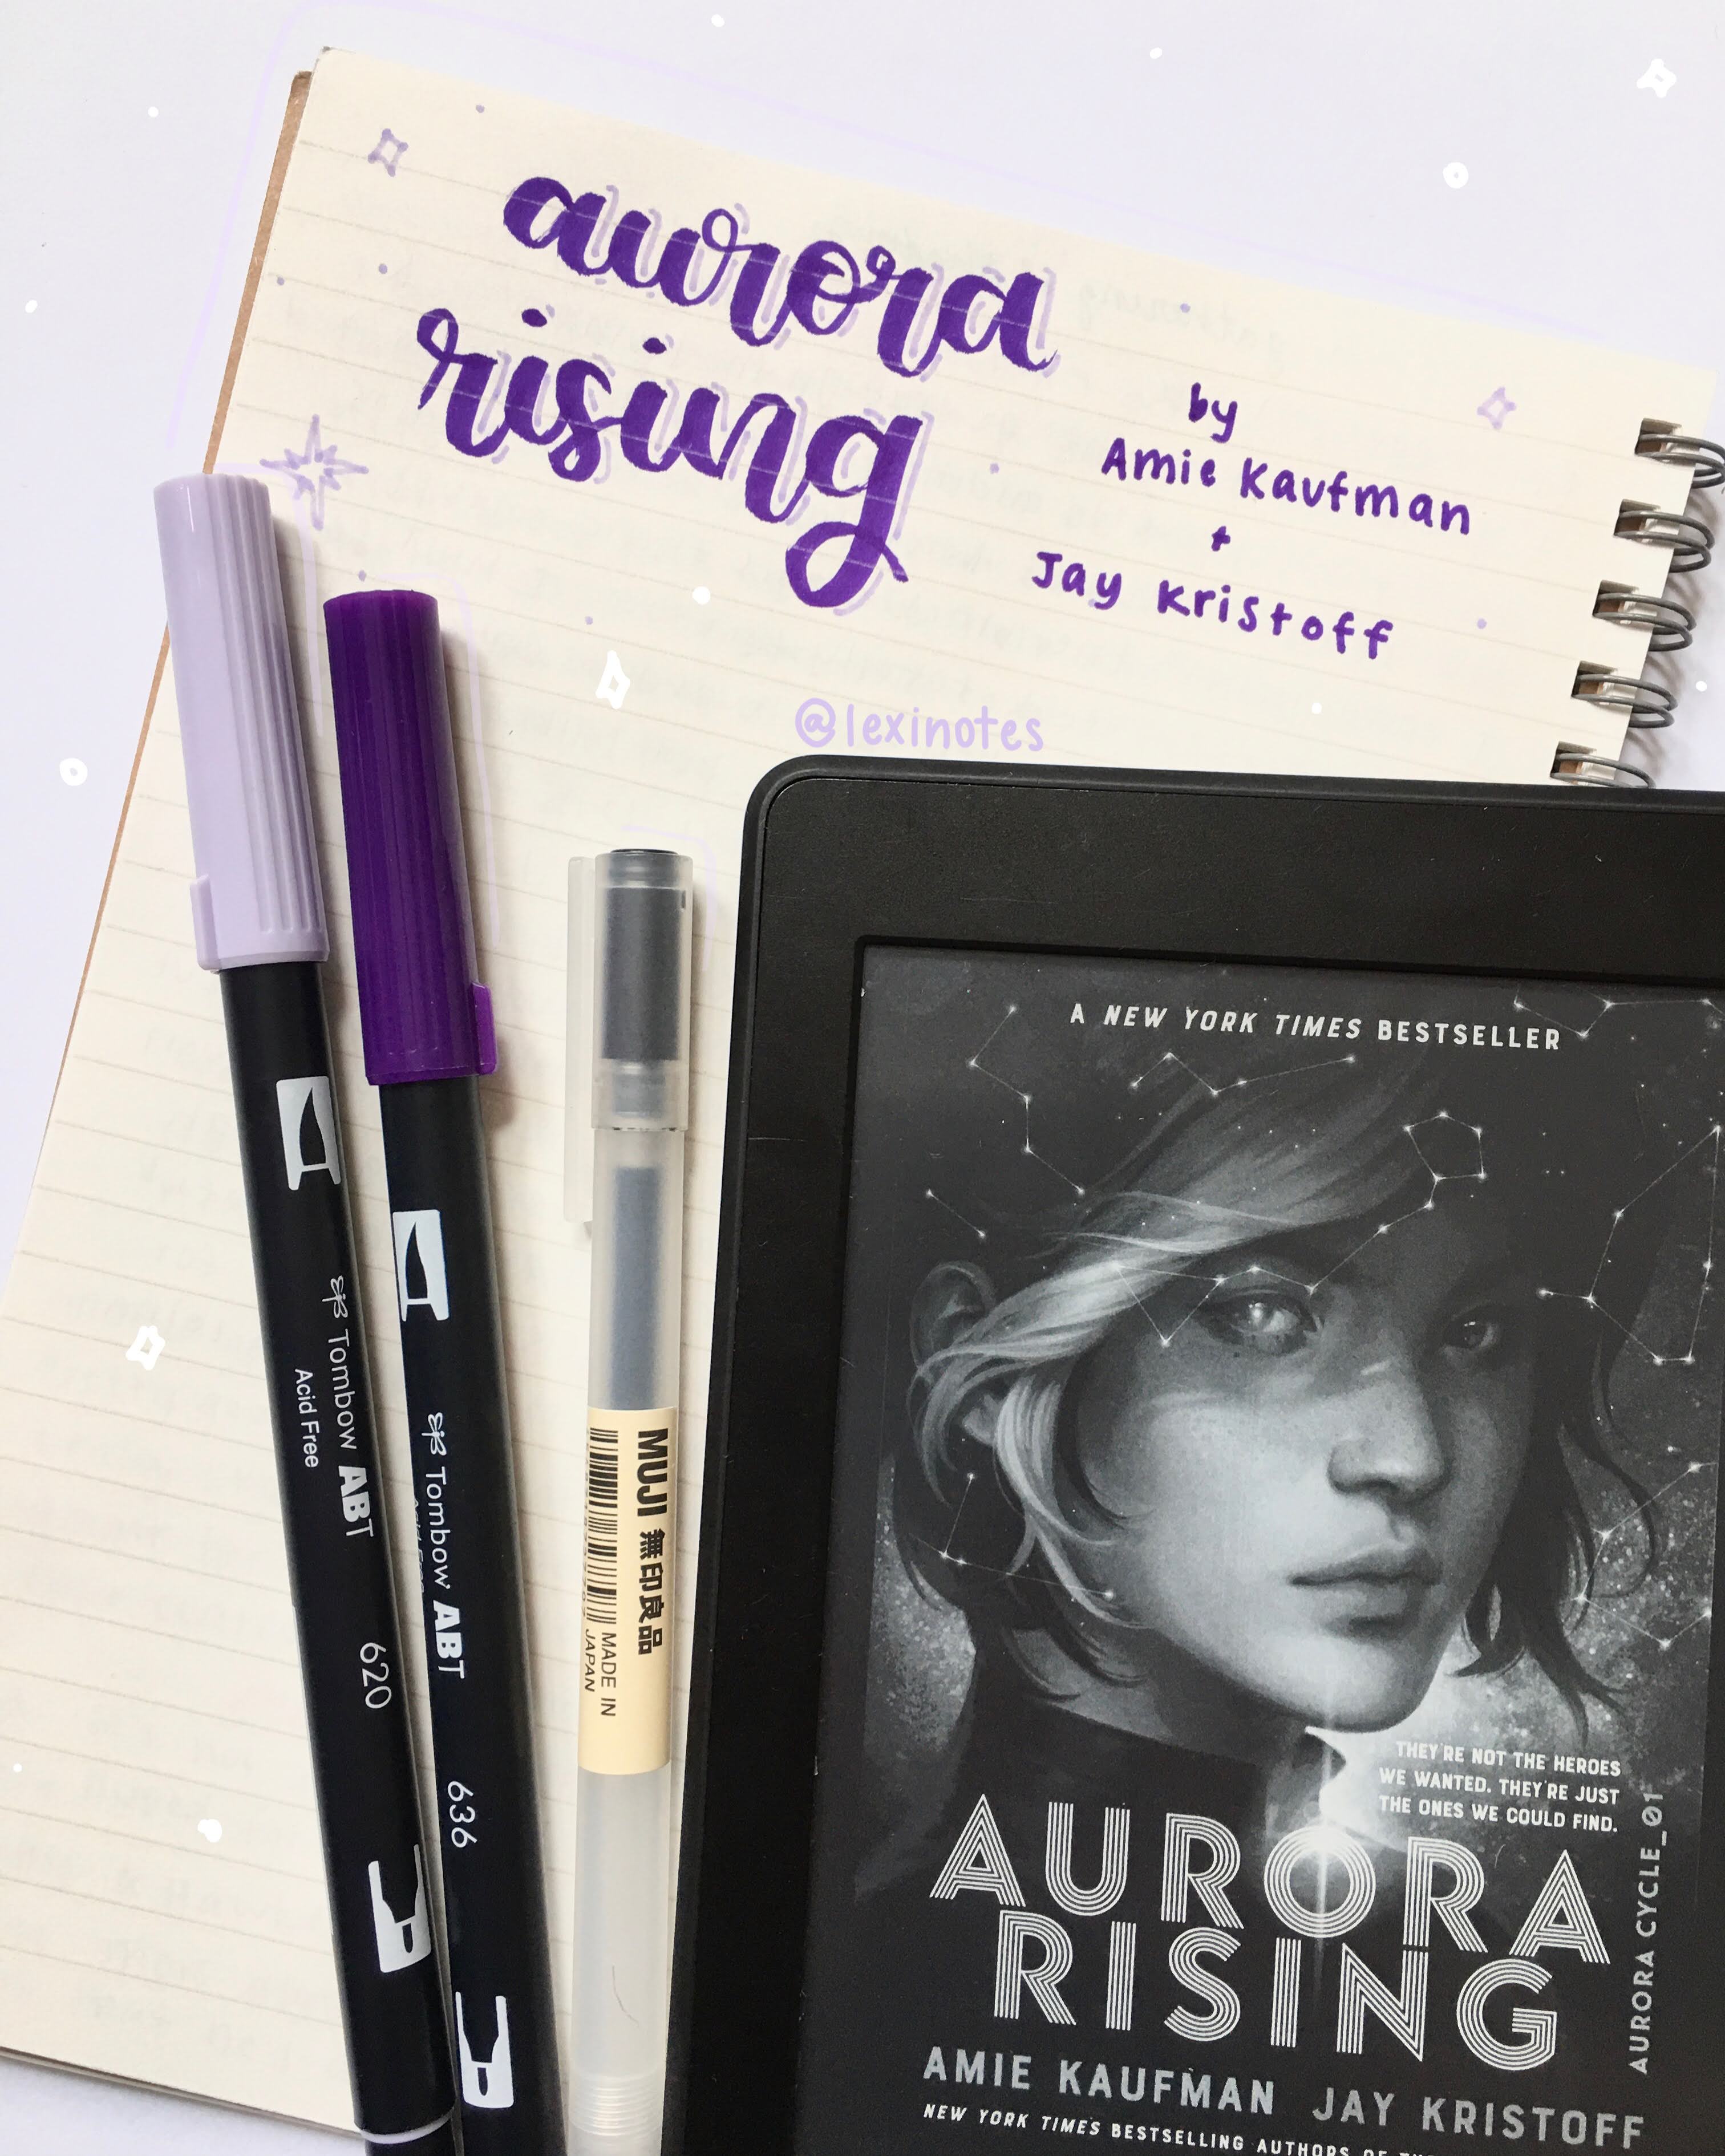 aurora
rising
by
Amie Kaufman
+
Jay Kristoff
@lexinotes
Tombow ABT
Acid Free
620
Tombow ABT
636
MUJI 無印良品
MADE IN
JAPAN
A NEW YORK TIMES BESTSELLER
THEY'RE NOT THE HEROES
WE WANTED. THEY'RE JUST
THE ONES WE COULD FIND.
AURORA
RISING
AURORA CYCLE_01
AMIE KAUFMAN JAY KRISTOFF
NEW YORK TIMES BESTSELLING AUTHORS OF